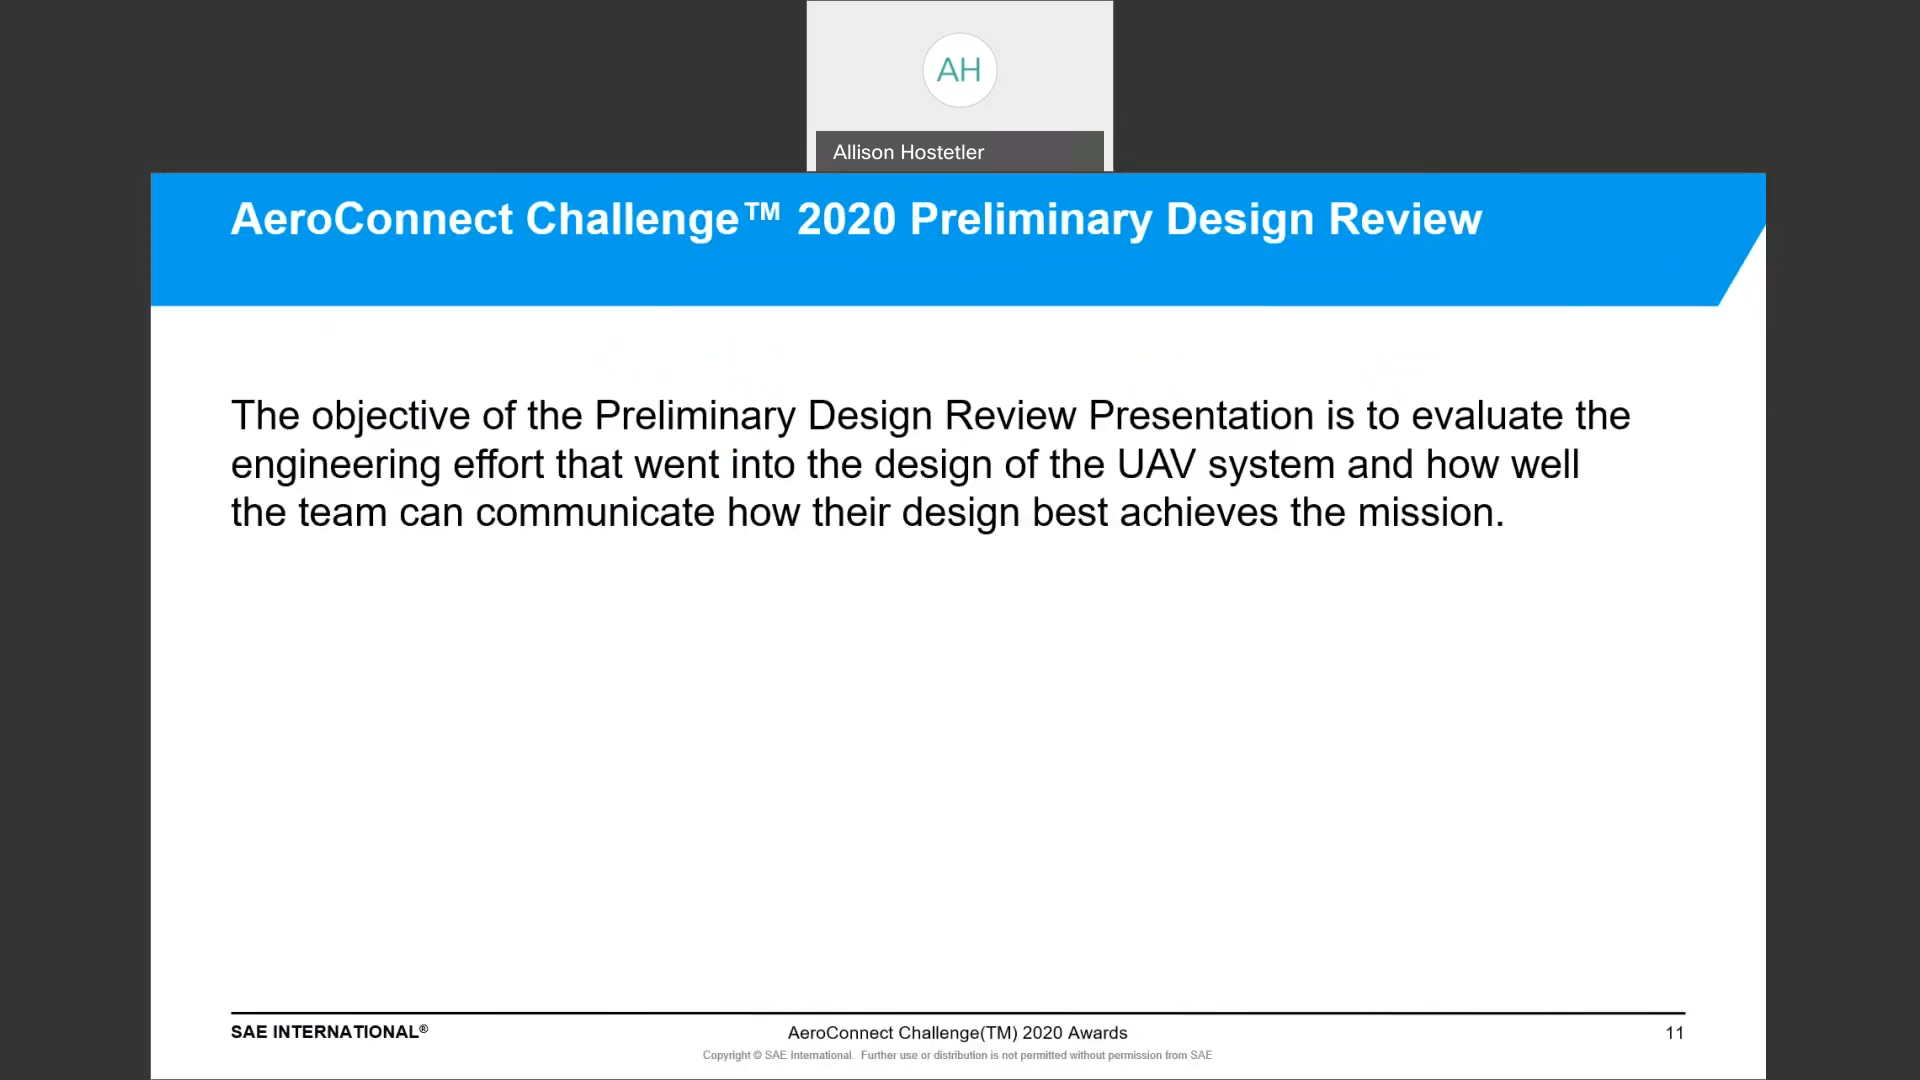 AH
Allison Hostetler
AeroConnect Challenge™ 2020 Preliminary Design Review
The objective of the Preliminary Design Review Presentation is to evaluate the
engineering effort that went into the design of the UAV system and how well
the team can communicate how their design best achieves the mission.
SAE INTERNATIONAL®
AeroConnect Challenge(TM) 2020 Awards
11
Copyright © SAE International. Further use or distribution is not permitted without permission from SAE